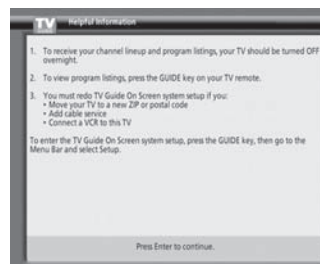 TV Helpful Information
1. To receive your channel lineup and program listings, your TV should be turned OFF
overnight.
2. To view program listings, press the GUIDE key on your TV remote.
3. You must redo TV Guide On Screen system setup if you:
• Move your TV to a new ZIP or postal code
• Add cable service
• Connect a VCR to this TV
To enter the TV Guide On Screen system setup, press the GUIDE key, then go to the
Menu Bar and select Setup.
Press Enter to continue.